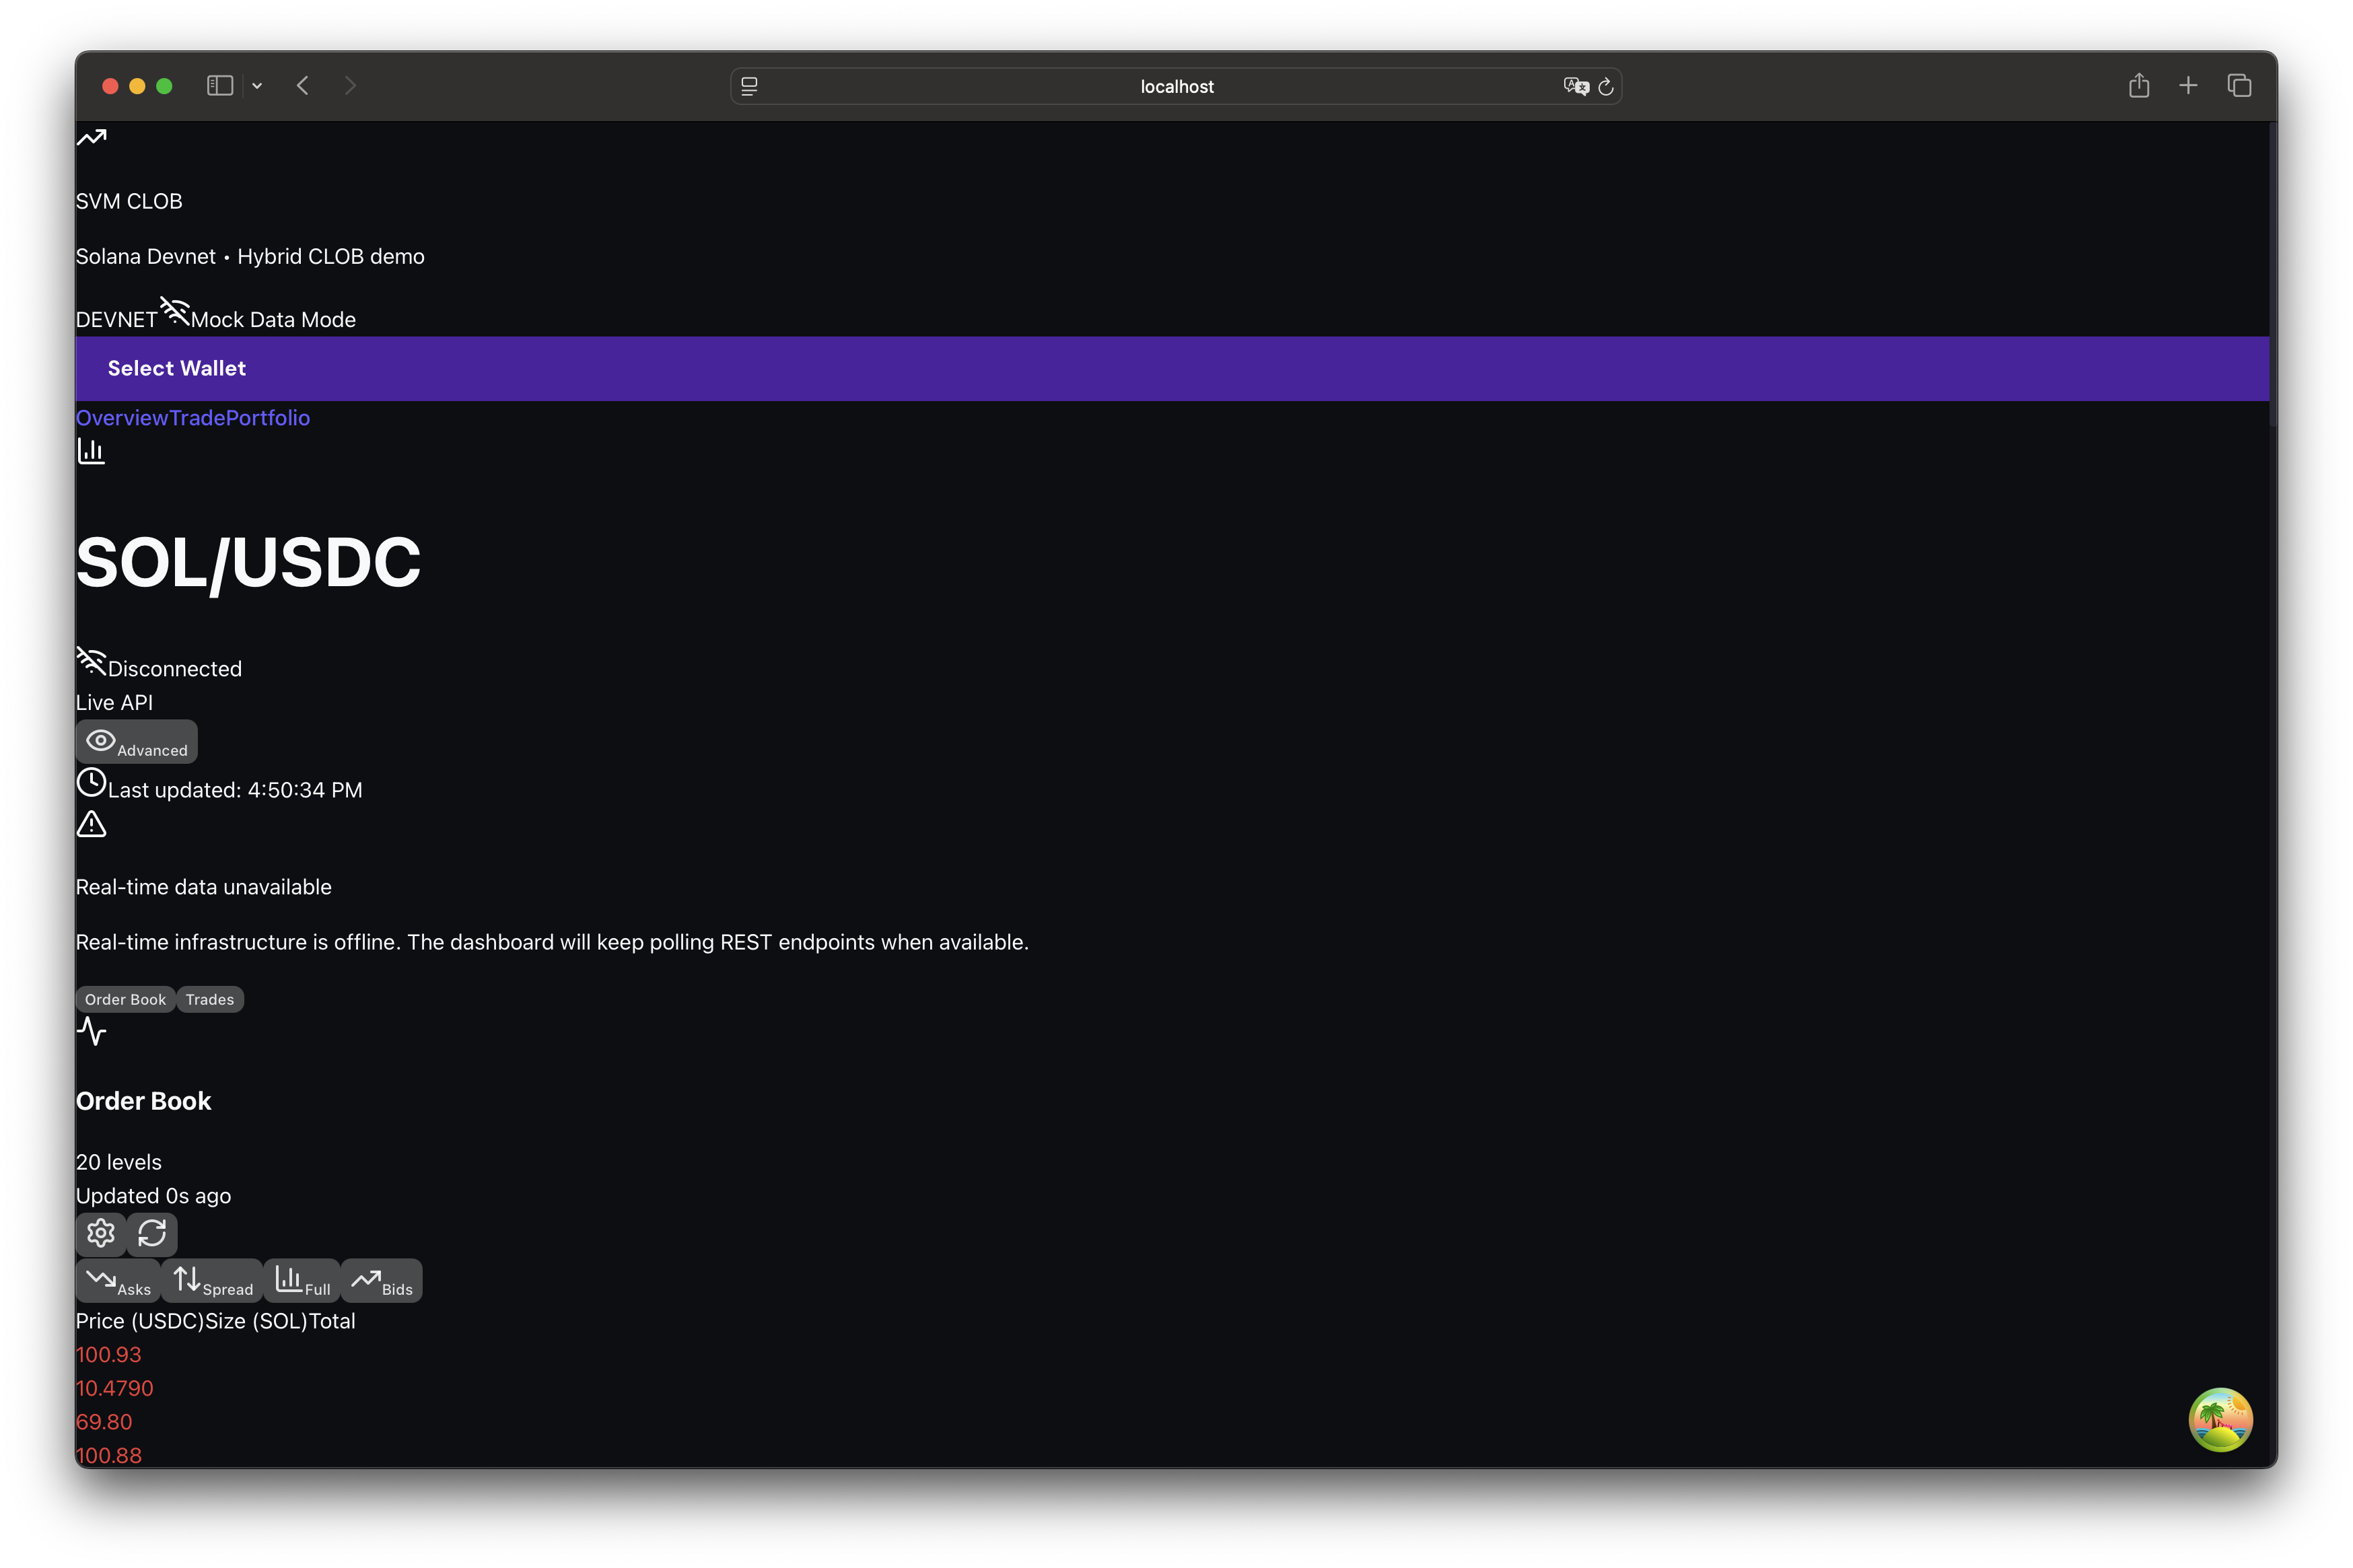 localhost
SVM CLOB
Solana Devnet • Hybrid CLOB demo
DEVNETMock Data Mode
Select Wallet
OverviewTradePortfolio
SOL/USDC
Disconnected
Live API
Advanced
Last updated: 4:50:34 PM
Real-time data unavailable
Real-time infrastructure is offline. The dashboard will keep polling REST endpoints when available.
Order Book Trades
Order Book
20 levels
Updated 0s ago
Asks Spread Full Bids
Price (USDC)Size (SOL)Total
100.93
10.4790
69.80
100.88